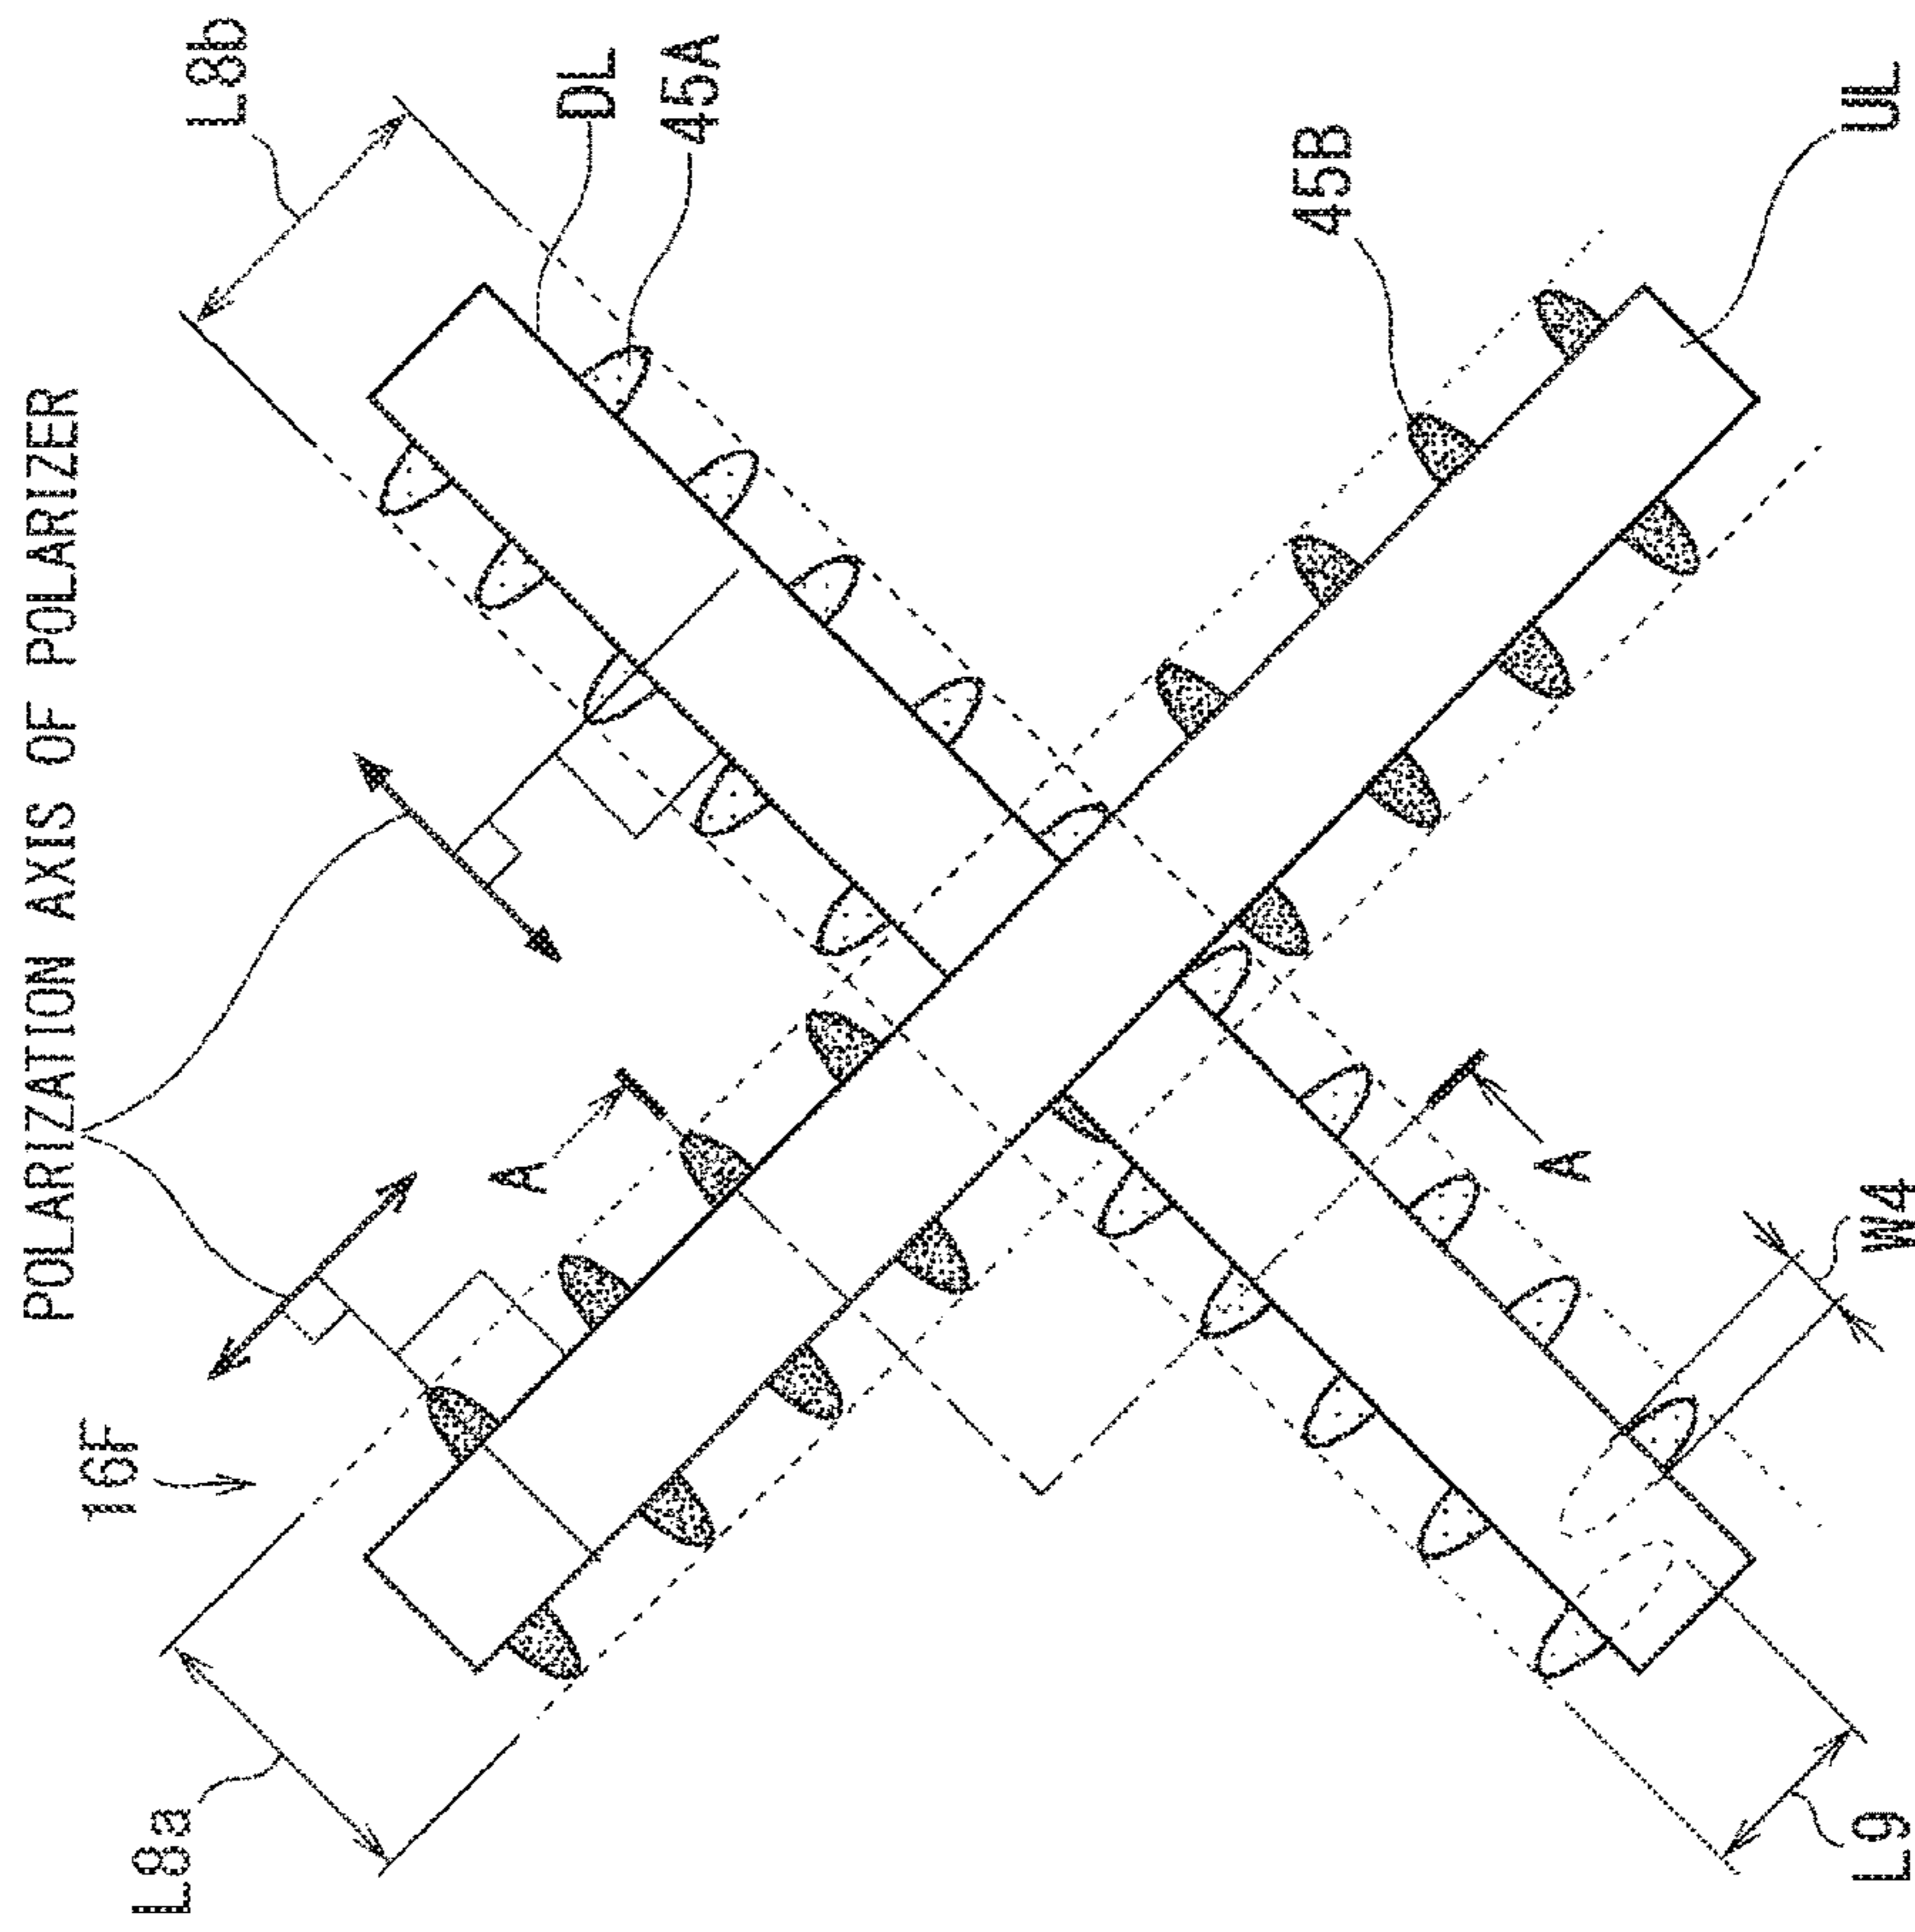 POLARIZATION AXIS OF POLARIZER
16F
L8a
L8b
DL
45A
A
45B
UL
A
W4
L9